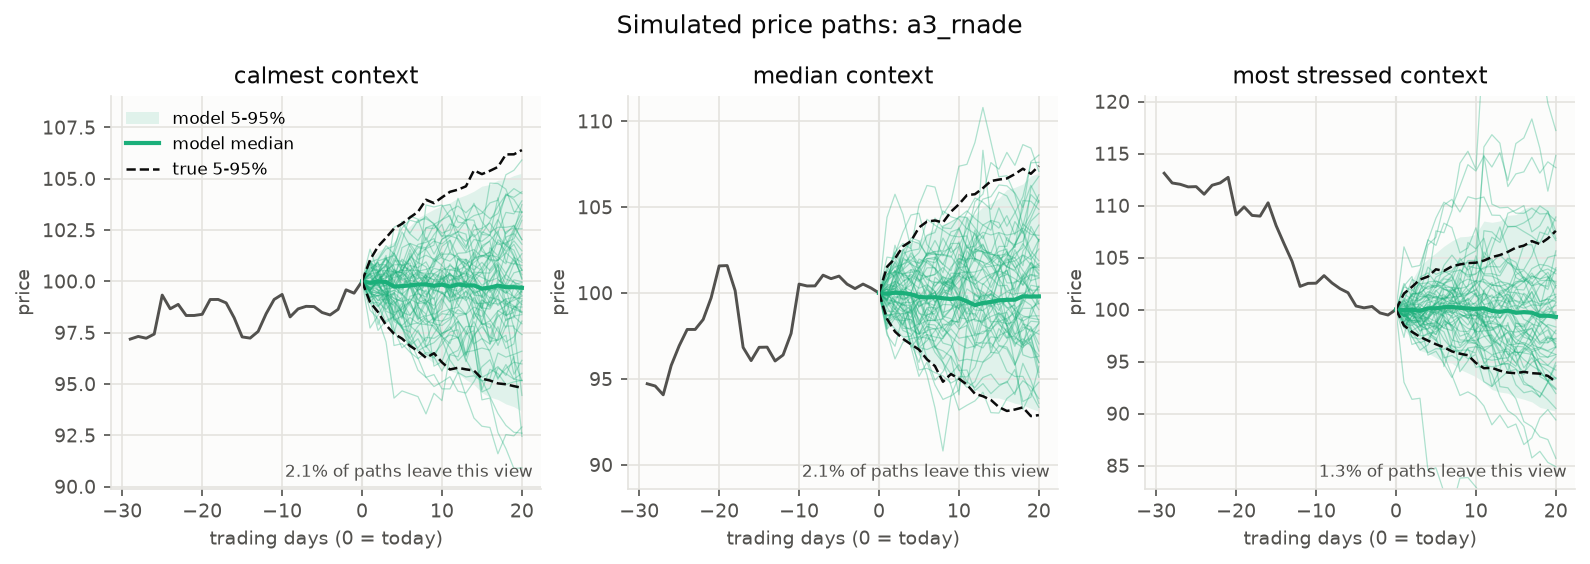 Simulated price paths: a3_rnade
calmest context
median context
most stressed context
model 5-95%
model median
true 5-95%
price
107.5
105.0
102.5
100.0
97.5
95.0
92.5
90.0
2.1% of paths leave this view
−30
−20
−10
0
10
20
trading days (0 = today)
price
110
105
100
95
90
2.1% of paths leave this view
−30
−20
−10
0
10
20
trading days (0 = today)
price
120
115
110
105
100
95
90
85
1.3% of paths leave this view
−30
−20
−10
0
10
20
trading days (0 = today)